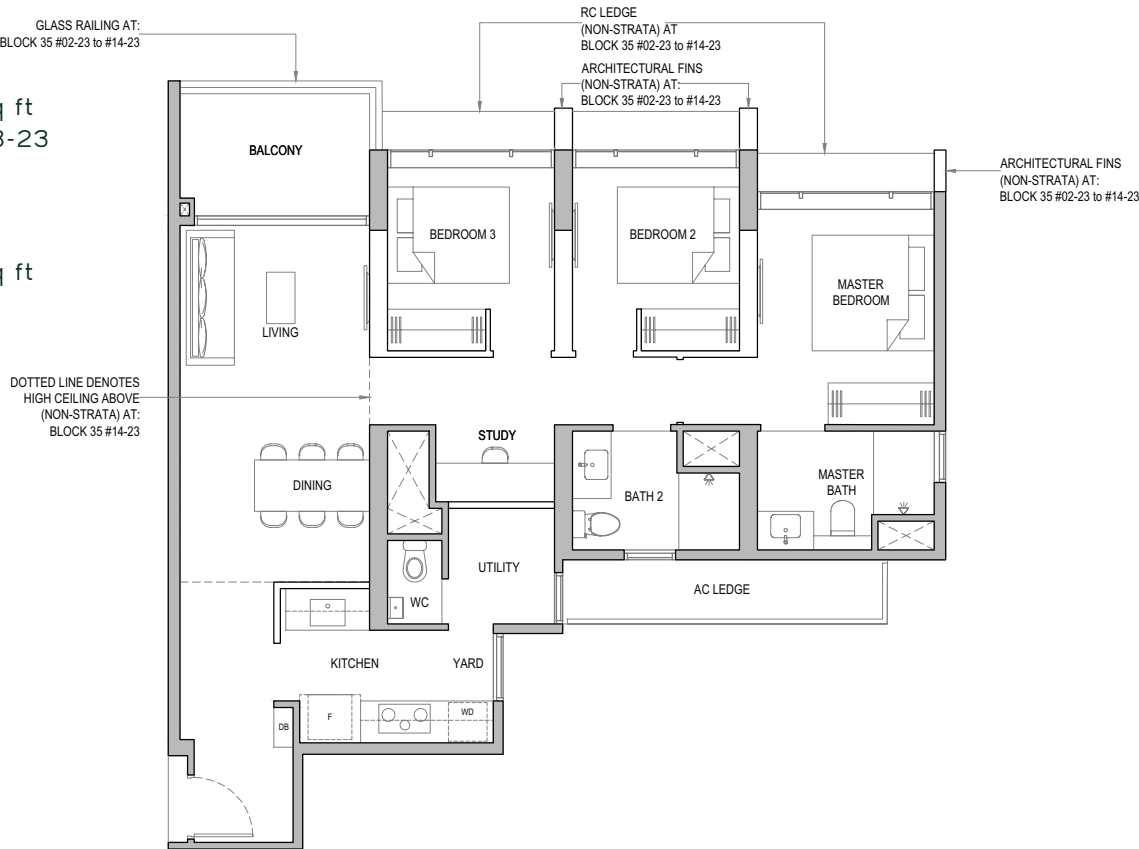 GLASS RAILING AT:
BLOCK 35 #02-23 to #14-23
RC LEDGE
(NON-STRATA) AT
BLOCK 35 #02-23 to #14-23
ARCHITECTURAL FINS
(NON-STRATA) AT:
BLOCK 35 #02-23 to #14-23
ft
3-23
BALCONY
ARCHITECTURAL FINS
(NON-STRATA) AT:
BLOCK 35 #02-23 to #14-23
BEDROOM 3
BEDROOM 2
MASTER
BEDROOM
ft
LIVING
DOTTED LINE DENOTES
HIGH CEILING ABOVE
(NON-STRATA) AT:
BLOCK 35 #14-23
STUDY
DINING
BATH 2
MASTER
BATH
UTILITY
WC
AC LEDGE
KITCHEN
YARD
F
WD
DB